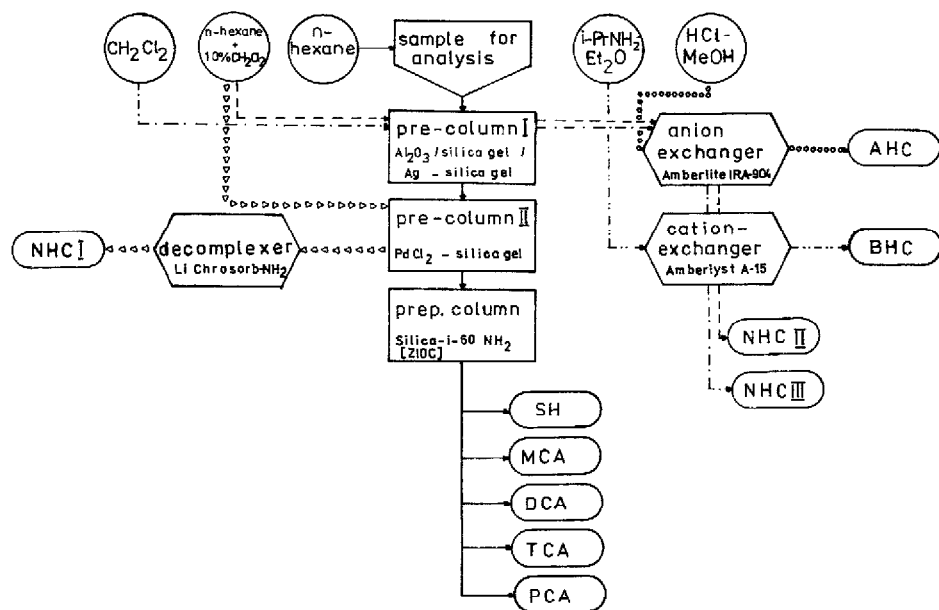 CH2Cl2
n-hexane
+
10% CH2Cl2
n-
hexane
sample for
analysis
i-PrNH2-
Et2O
HCl-
MeOH
pre-column I
Al2O3/silica gel/
Ag - silica gel
anion
exchanger
Amberlite IRA-904
AHC
pre-column II
PdCl2 - silica gel
NHC I
decomplexer
Li Chrosorb-NH2
cation-
exchanger
Amberlyst A-15
BHC
prep. column
Silica-i-60 NH2
[ZIOC]
NHC II
NHC III
SH
MCA
DCA
TCA
PCA